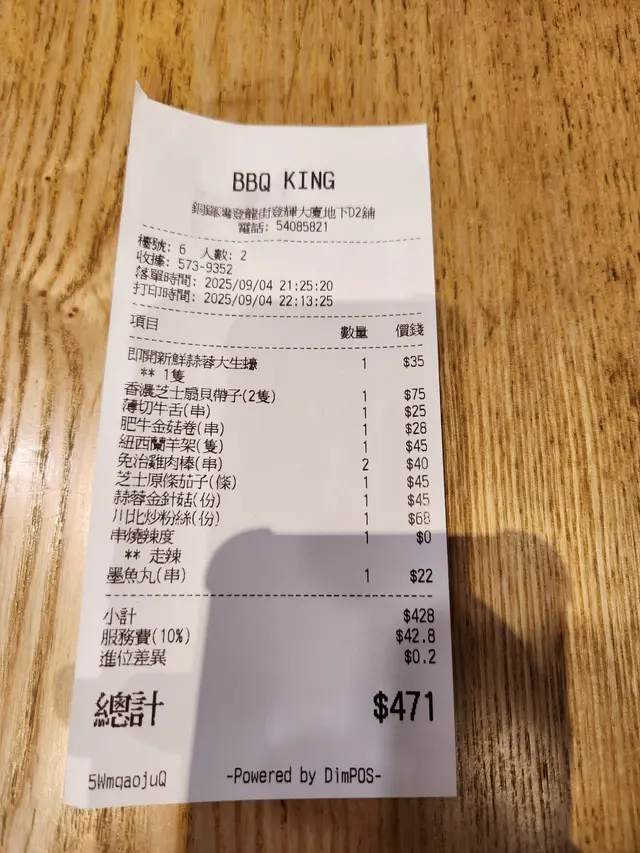 BBQ KING
銅鑼灣登龍街登輝大廈地下D2舖
電話: 54085821
檯號: 6 人數: 2
收據: 573-9352
落單時間: 2025/09/04 21:25:20
打印時間: 2025/09/04 22:13:25
項目 數量 價錢
即開新鮮蒜蓉大生蠔 1 $35
** 1隻
香濃芝士扇貝帶子(2隻) 1 $75
薄切牛舌(串) 1 $25
肥牛金菇卷(串) 1 $28
紐西蘭羊架(隻) 1 $45
免治雞肉棒(串) 2 $40
芝士原條茄子(條) 1 $45
蒜蓉金針菇(份) 1 $45
川北炒粉絲(份) 1 $68
串燒辣度 1 $0
** 走辣
墨魚丸(串) 1 $22
小計 $428
服務費(10%) $42.8
進位差異 $0.2
總計 $471
5WmqaojuQ -Powered by DimPOS-